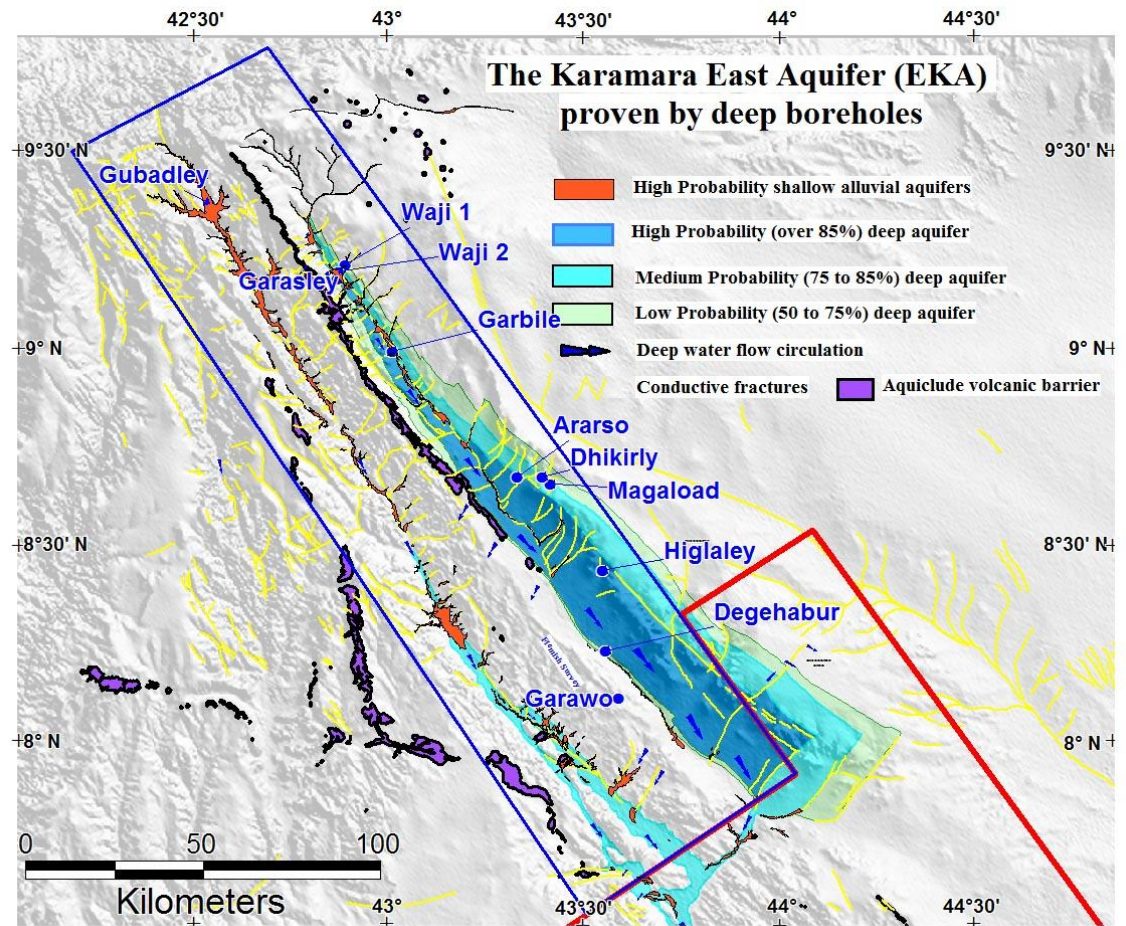 42°30' 43° 43°30' 44° 44°30'
The Karamara East Aquifer (EKA)
proven by deep boreholes
9°30' N
9°30' N
Gubadley
High Probability shallow alluvial aquifers
Waji 1
High Probability (over 85%) deep aquifer
Waji 2
Garasley
Medium Probability (75 to 85%) deep aquifer
Garbile
Low Probability (50 to 75%) deep aquifer
9° N
Deep water flow circulation
9° N
Conductive fractures
Aquiclude volcanic barrier
Ararso
Dhikirly
Magaload
8°30' N
8°30' N
Higlaley
Degehabur
Flemish Survey
Garawo
8° N
8° N
0 50 100
Kilometers
43° 43°30' 44° 44°30'